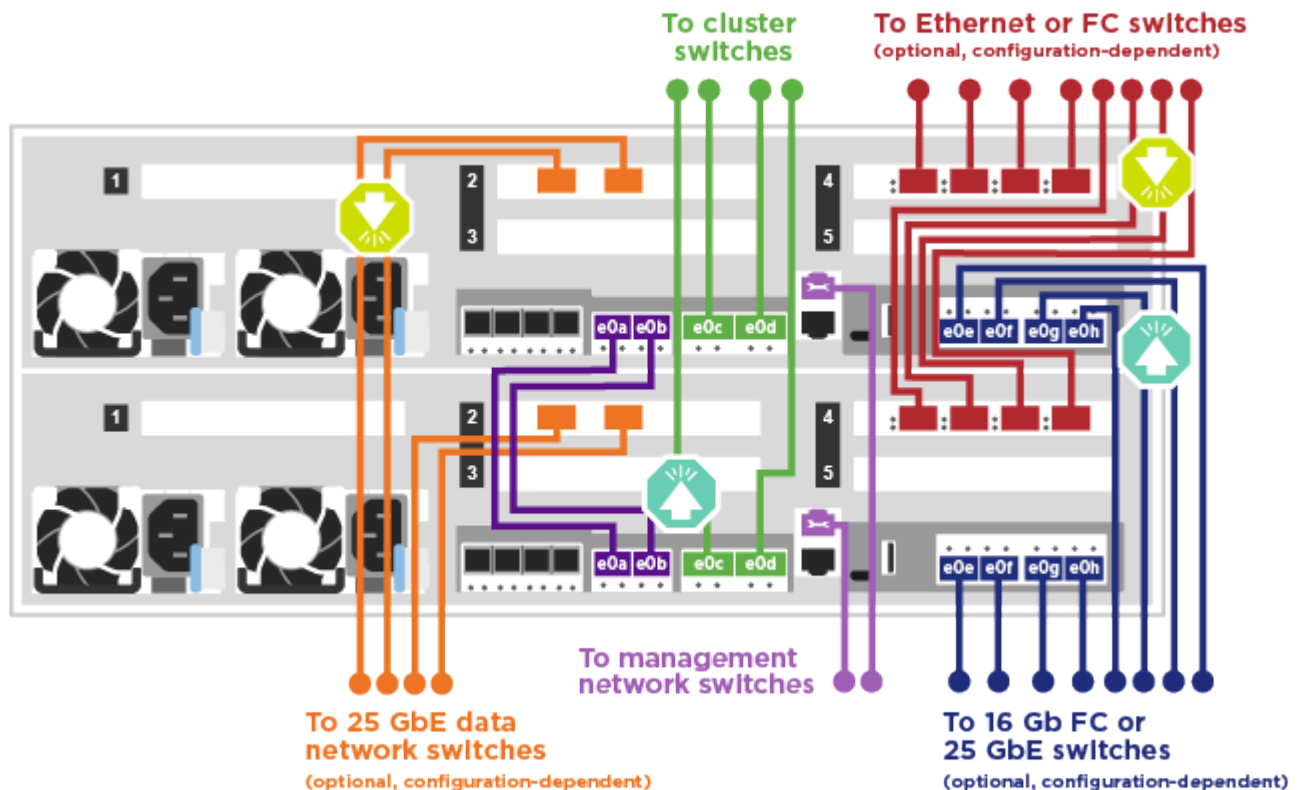 To cluster
switches
To Ethernet or FC switches
(optional, configuration-dependent)
1
2
3
4
5
e0a e0b e0c e0d
e0e e0f e0g e0h
1
2
3
4
5
e0a e0b e0c e0d
e0e e0f e0g e0h
To management
network switches
To 25 GbE data
network switches
(optional, configuration-dependent)
To 16 Gb FC or
25 GbE switches
(optional, configuration-dependent)